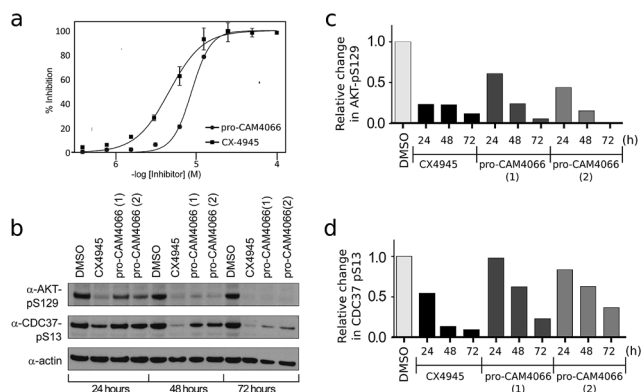 a
100
80
60
40
20
0
% Inhibition
pro-CAM4066
CX-4945
6 5 4
-log [Inhibitor] (M)
b
DMSO
CX4945
pro-CAM4066 (1)
pro-CAM4066 (2)
DMSO
CX4945
pro-CAM4066 (1)
pro-CAM4066 (2)
DMSO
CX4945
pro-CAM4066(1)
pro-CAM4066(2)
α-AKT-
pS129
α-CDC37-
pS13
α-actin
24 hours 48 hours 72 hours
c
Relative change
in AKT-pS129
1.0
0.5
0.0
DMSO
24 48 72 24 48 72 24 48 72 (h)
CX4945 pro-CAM4066 pro-CAM4066
(1) (2)
d
Relative change
in CDC37 pS13
1.0
0.5
0.0
DMSO
24 48 72 24 48 72 24 48 72 (h)
CX4945 pro-CAM4066 pro-CAM4066
(1) (2)